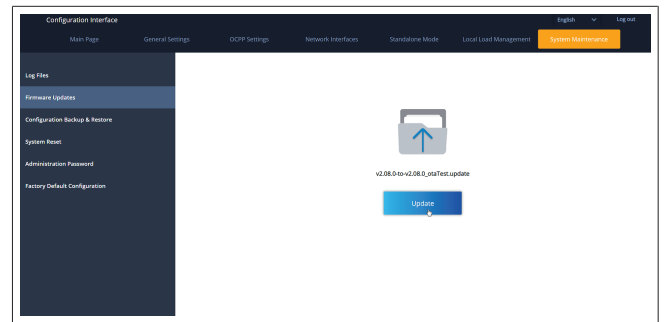 Configuration Interface
English
Log out
Main Page
General Settings
OCPP Settings
Network Interfaces
Standalone Mode
Local Load Management
System Maintenance
Log Files
Firmware Updates
Configuration Backup & Restore
System Reset
Administration Password
Factory Default Configuration
v2.08.0-to-v2.08.0_otaTest.update
Update